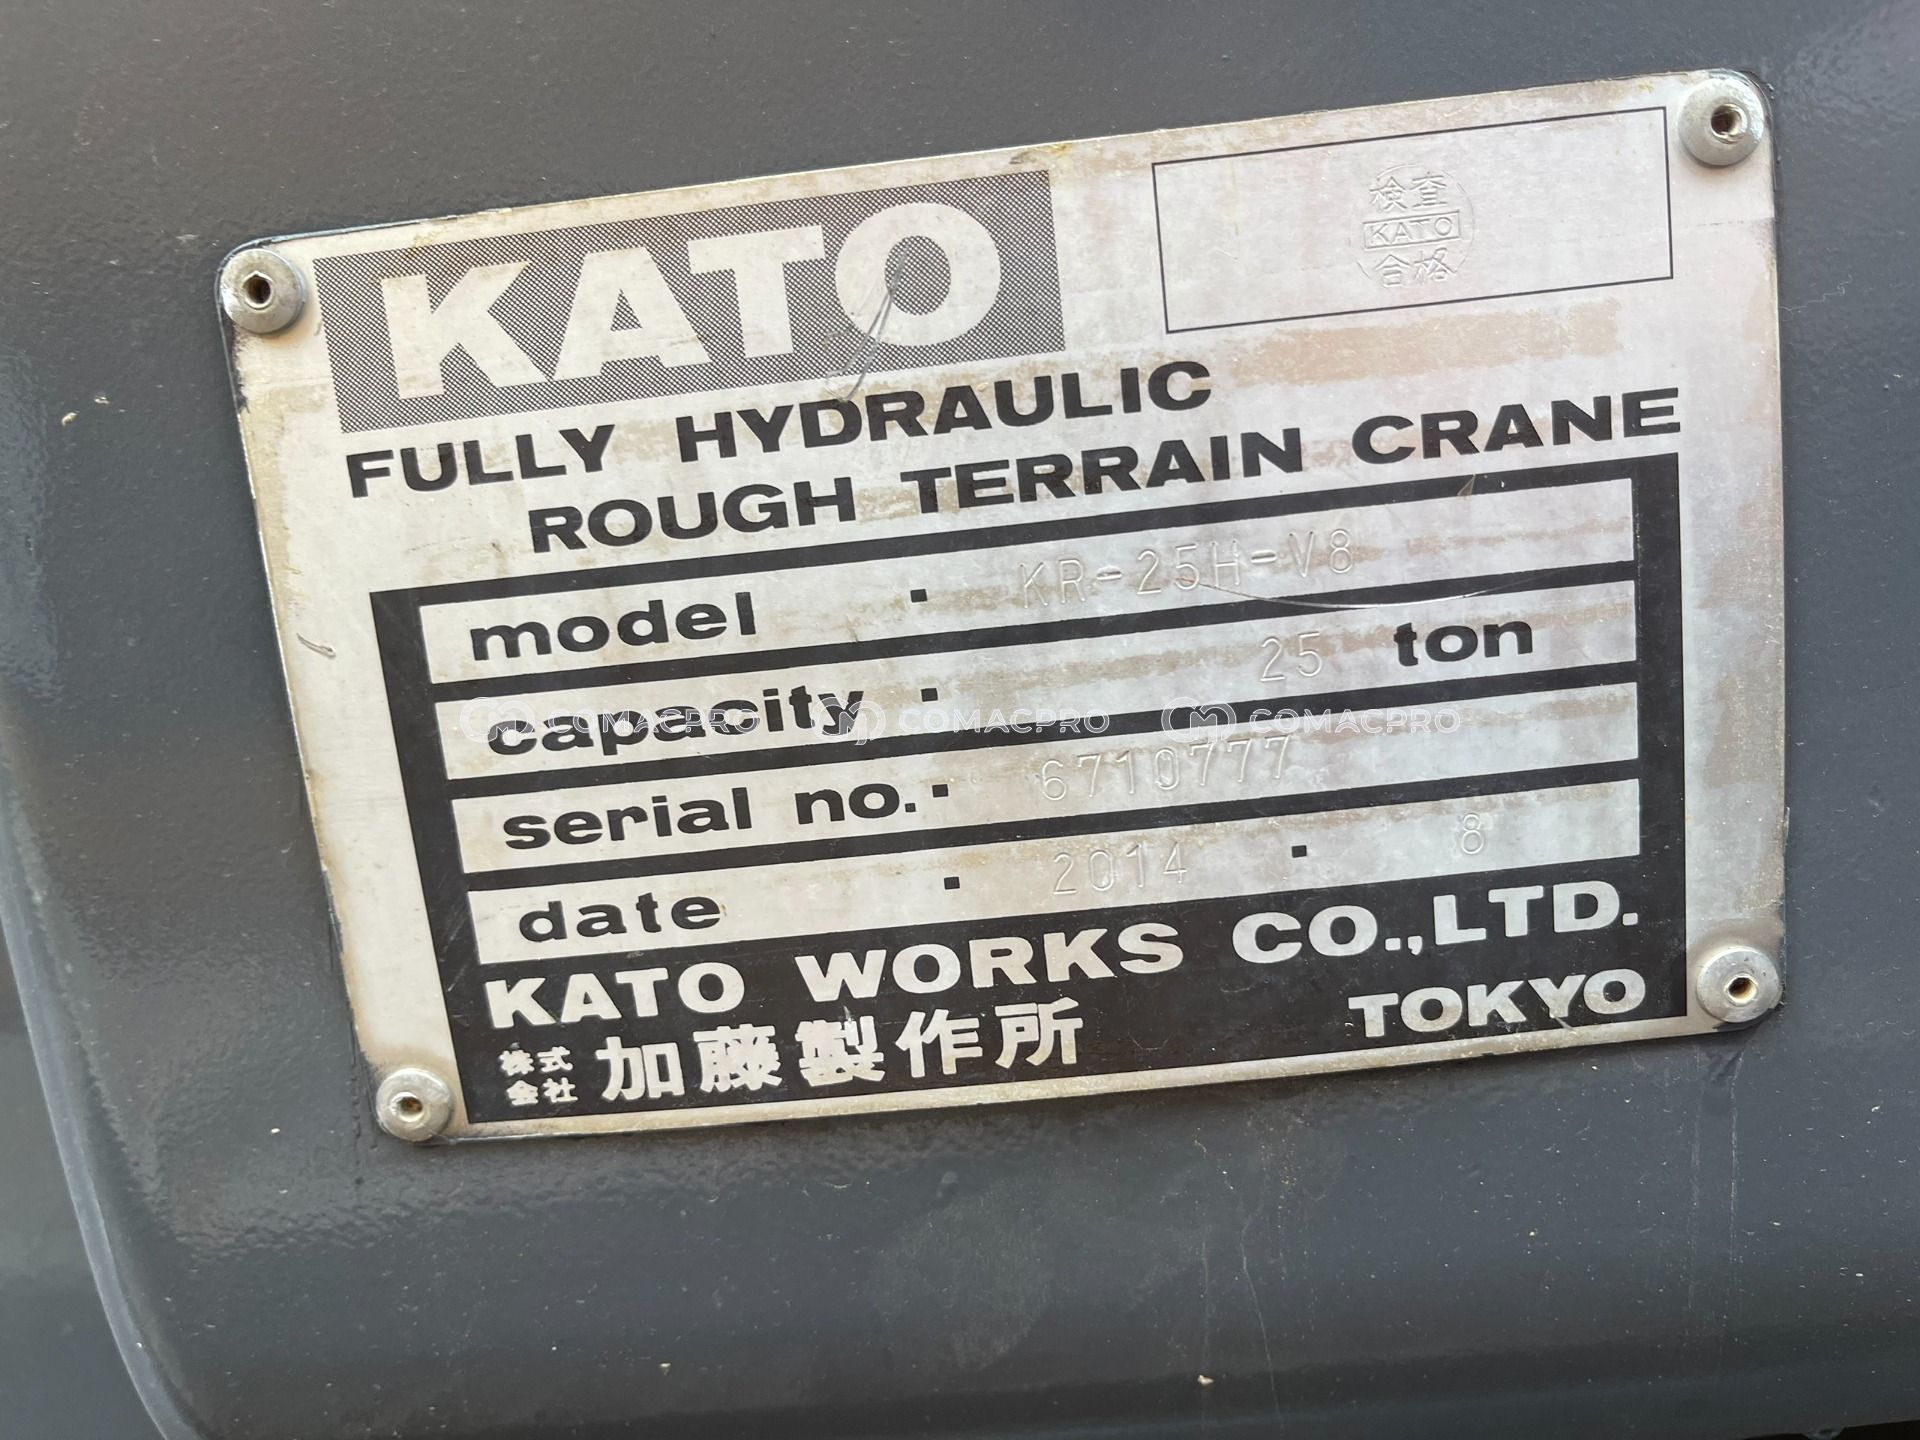 KATO
検査
KATO
合格
FULLY HYDRAULIC
ROUGH TERRAIN CRANE
model · KR-25H-V8
capacity · 25 ton
COMACPRO COMACPRO COMACPRO
serial no. · 6710777
date · 2014 · 8
KATO WORKS CO.,LTD.
株式会社 加藤製作所 TOKYO